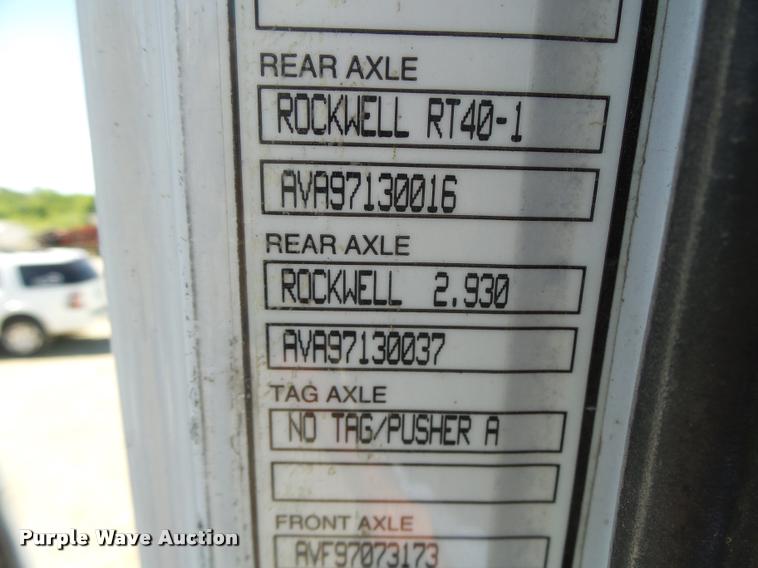 REAR AXLE
ROCKWELL RT40-1
AVA97130016
REAR AXLE
ROCKWELL 2.930
AVA97130037
TAG AXLE
NO TAG/PUSHER A
FRONT AXLE
AVF97073173
Purple Wave Auction